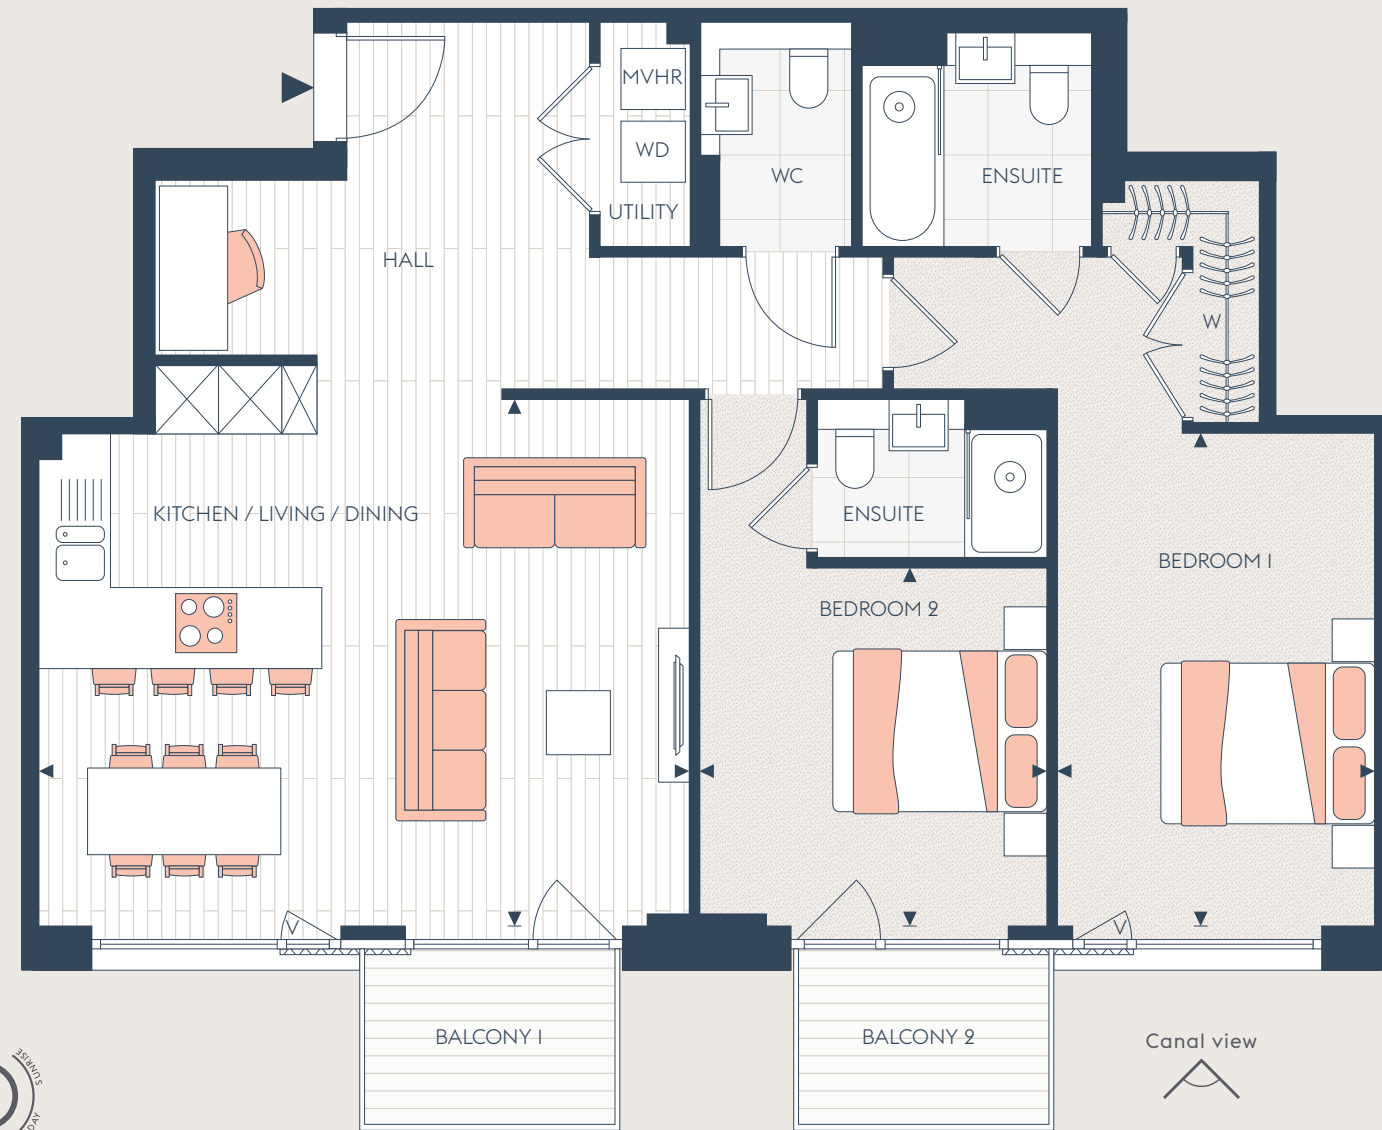 MVHR
WD
UTILITY
WC
ENSUITE
HALL
W
KITCHEN / LIVING / DINING
ENSUITE
BEDROOM 1
BEDROOM 2
V
V
BALCONY 1
BALCONY 2
Canal view
SUNRISE
DAY